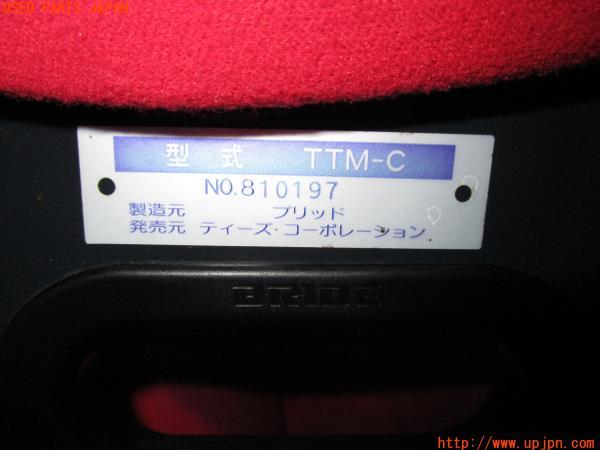 USED PARTS JAPAN
型式 TTM-C
NO.810197
製造元 ブリッド
発売元 ティーズ・コーポレーション
BRIDE
http://www.upjpn.com